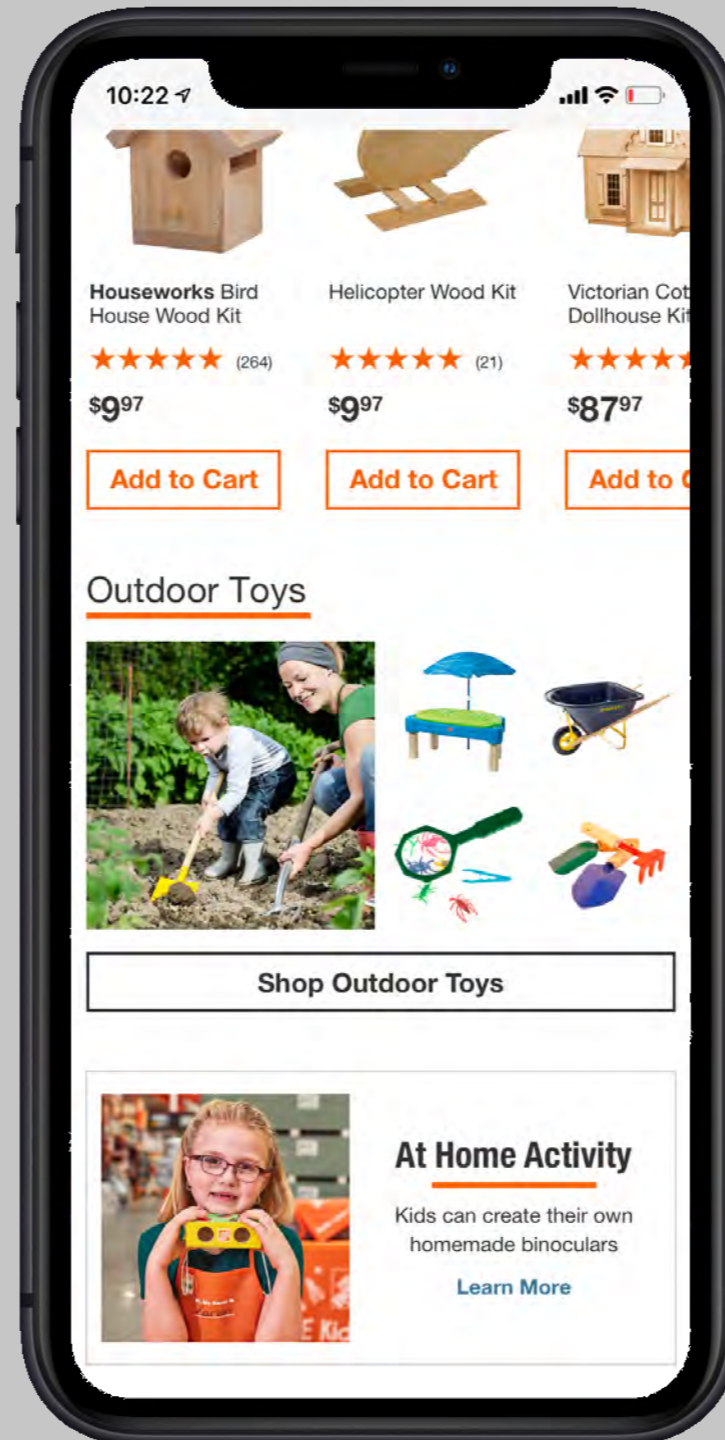 10:22
Houseworks Bird
House Wood Kit
★★★★★ (264)
$9⁹⁷
Add to Cart
Helicopter Wood Kit
★★★★★ (21)
$9⁹⁷
Add to Cart
Victorian Cot
Dollhouse Kit
★★★★★
$87⁹⁷
Add to C
Outdoor Toys
Shop Outdoor Toys
At Home Activity
Kids can create their own
homemade binoculars
Learn More